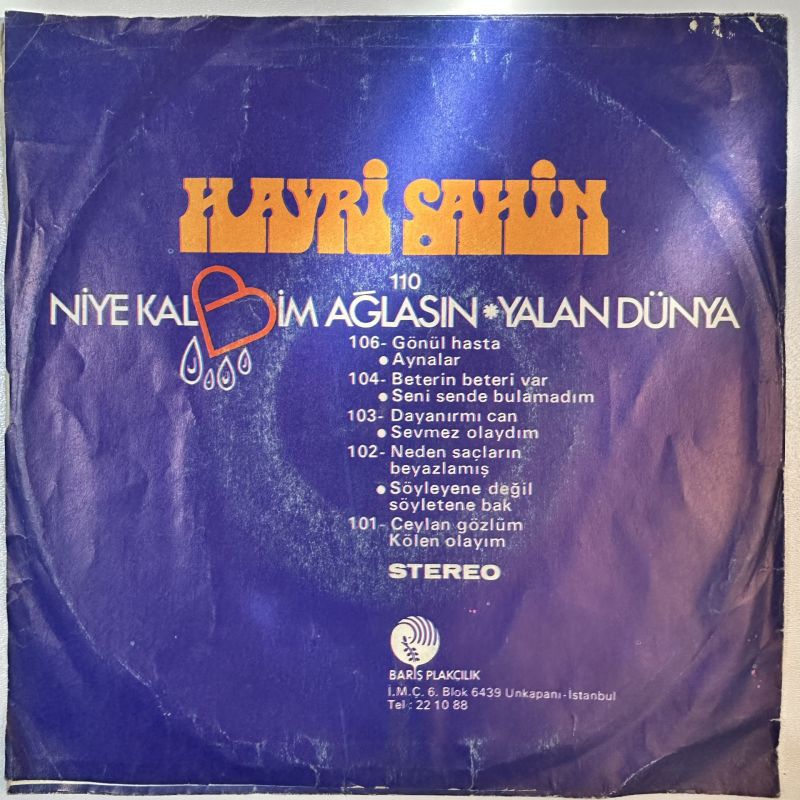 HAYRİ ŞAHİN
110
NİYE KALBİM AĞLASIN * YALAN DÜNYA
106- Gönül hasta
• Aynalar
104- Beterin beteri var
• Seni sende bulamadım
103- Dayanırmı can
• Sevmez olaydım
102- Neden saçların
beyazlamış
• Söyleyene değil
söyletene bak
101- Ceylan gözlüm
Kölen olayım
STEREO
BARIŞ PLAKÇILIK
İ.M.Ç. 6. Blok 6439 Unkapanı-İstanbul
Tel : 22 10 88